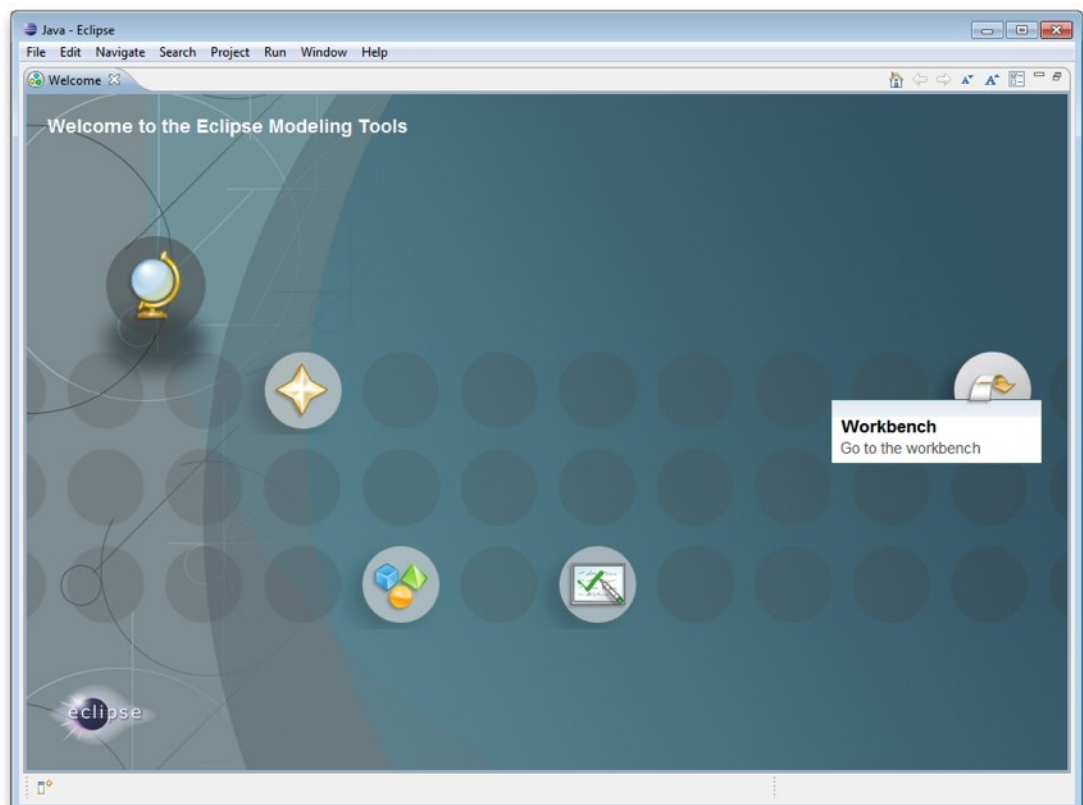 Java - Eclipse
File Edit Navigate Search Project Run Window Help
Welcome
Welcome to the Eclipse Modeling Tools
Workbench
Go to the workbench
eclipse